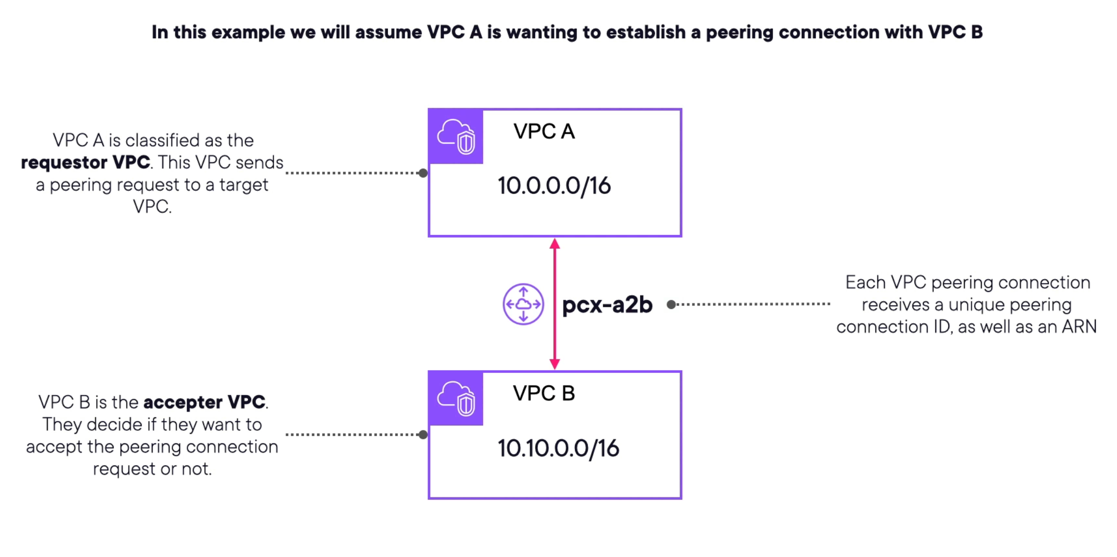 In this example we will assume VPC A is wanting to establish a peering connection with VPC B
VPC A is classified as the
requestor VPC. This VPC sends
a peering request to a target
VPC.
VPC A
10.0.0.0/16
pcx-a2b
Each VPC peering connection
receives a unique peering
connection ID, as well as an ARN
VPC B is the accepter VPC.
They decide if they want to
accept the peering connection
request or not.
VPC B
10.10.0.0/16